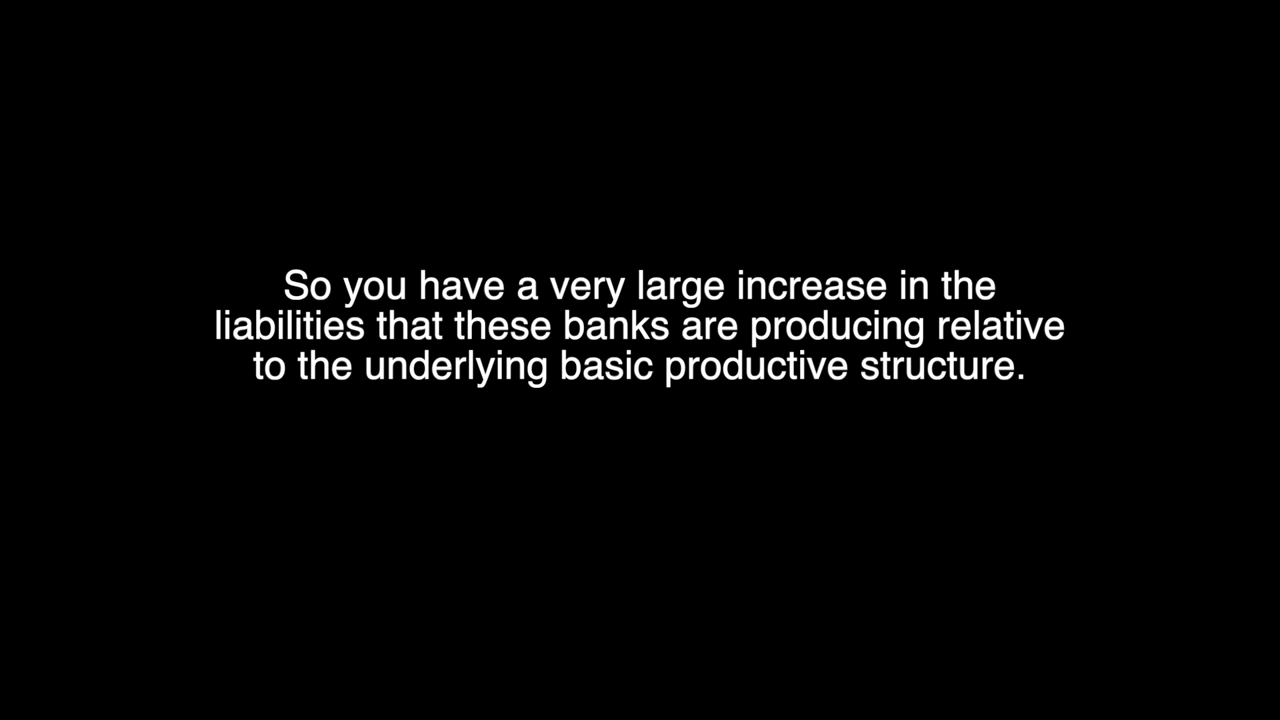 So you have a very large increase in the
liabilities that these banks are producing relative
to the underlying basic productive structure.